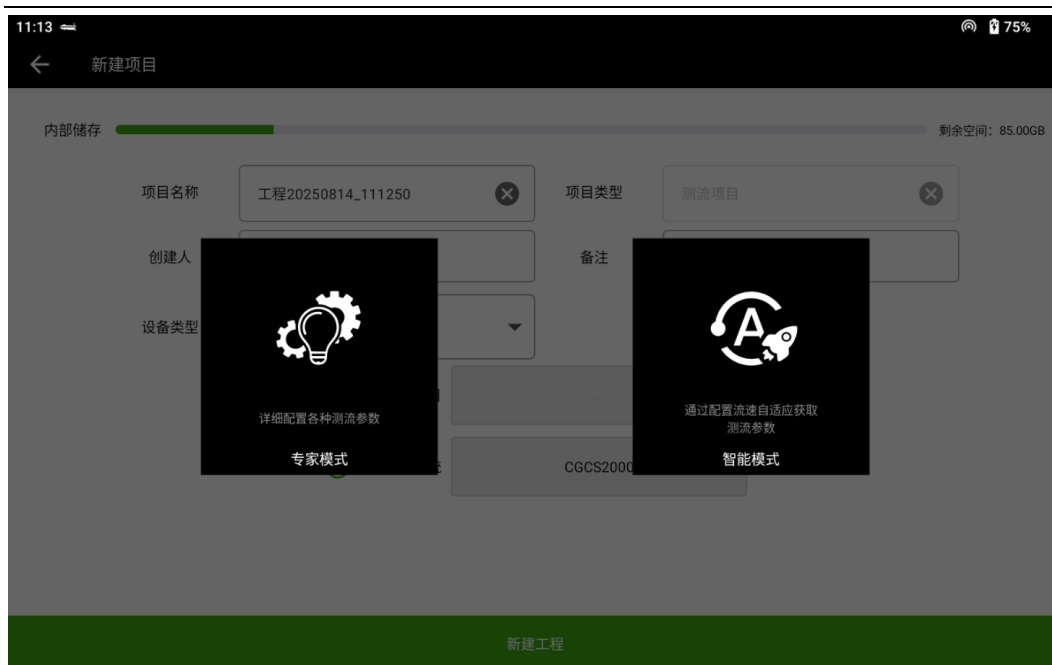 11:13
75%
新建项目
内部储存
剩余空间：85.00GB
项目名称
工程20250814_111250
项目类型
测流项目
创建人
备注
设备类型
详细配置各种测流参数
专家模式
通过配置流速自适应获取
测流参数
智能模式
CGCS2000
新建工程